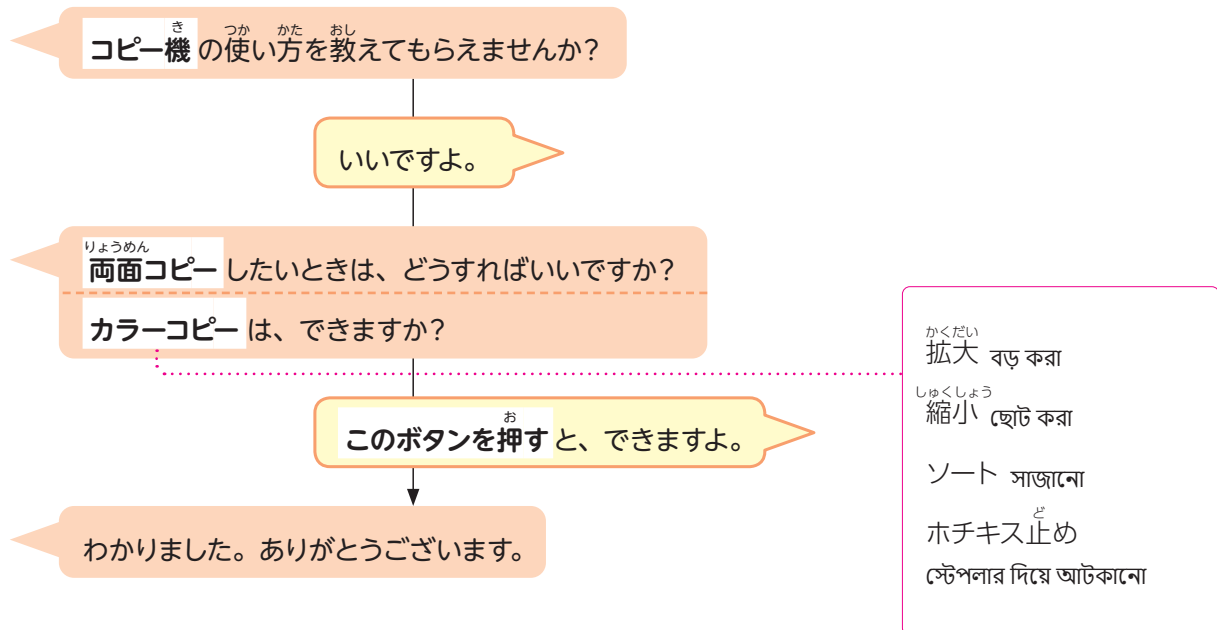 コピー機の使い方を教えてもらえませんか？
き つか かた おし
いいですよ。
りょうめん
両面コピーしたいときは、どうすればいいですか？
カラーコピーは、できますか？
お
このボタンを押すと、できますよ。
わかりました。ありがとうございます。
かくだい
拡大 বড় করা
しゅくしょう
縮小 ছোট করা
ソート সাজানো
ど
ホチキス止め
স্টেপলার দিয়ে আটকানো